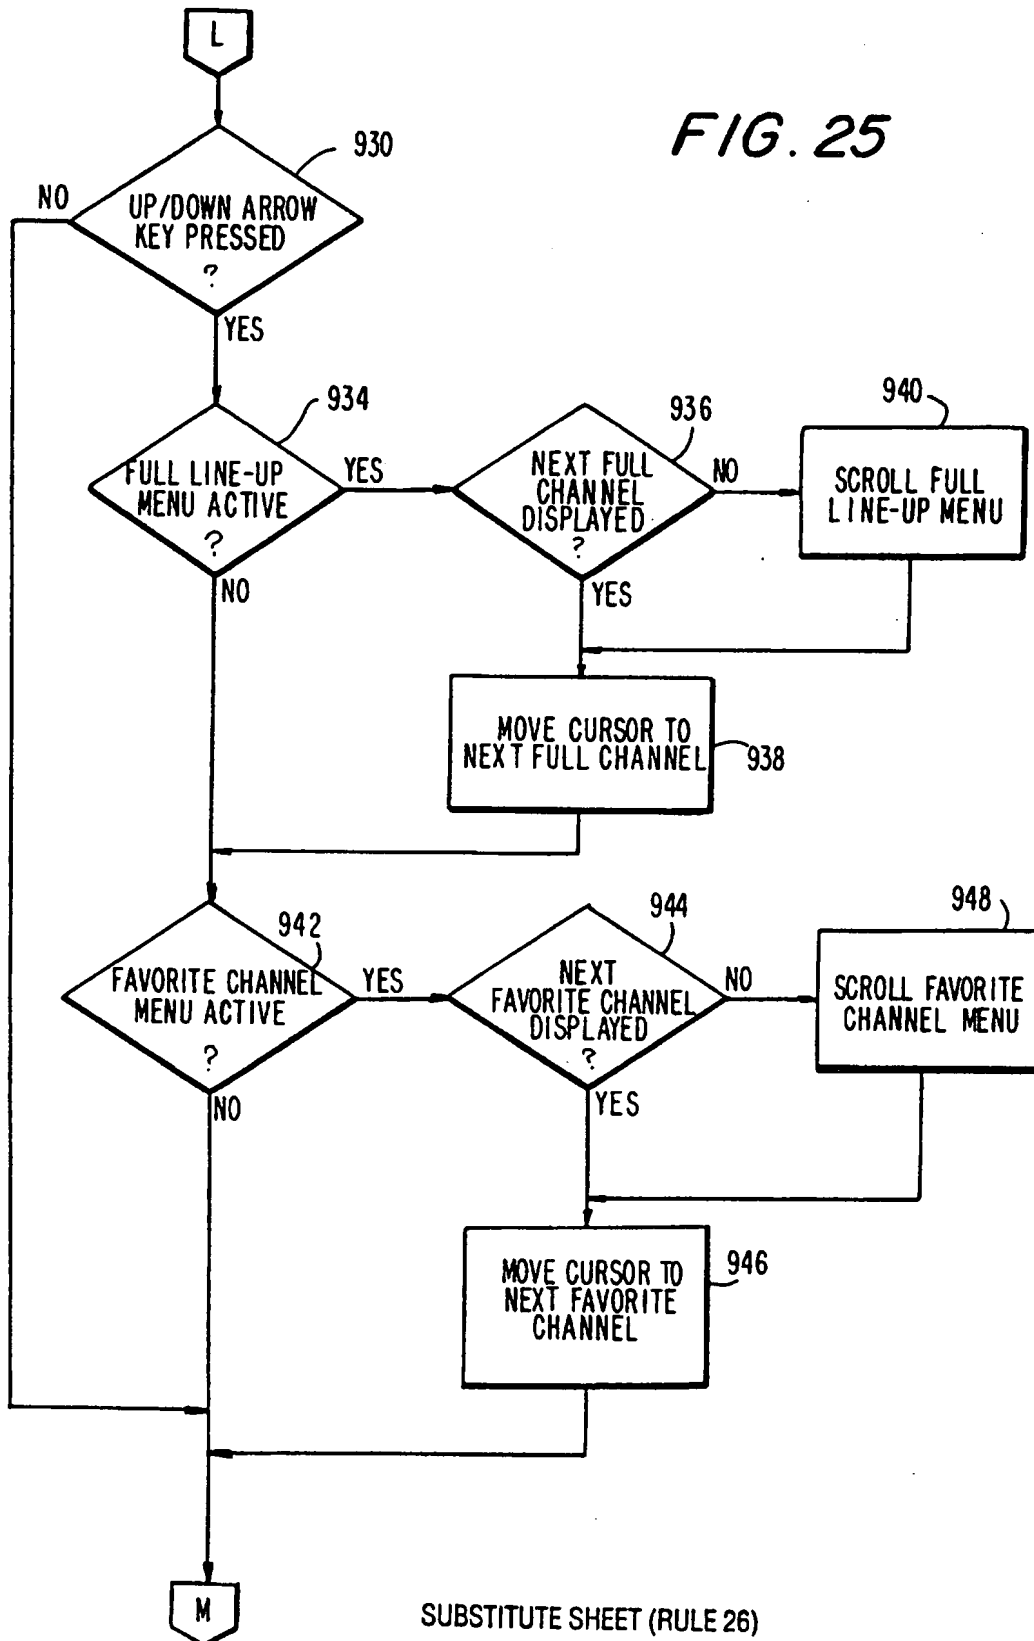 L
FIG. 25
930
NO
UP/DOWN ARROW
KEY PRESSED
?
YES
934
FULL LINE-UP
MENU ACTIVE
?
YES
NO
936
NEXT FULL
CHANNEL
DISPLAYED
?
NO
YES
940
SCROLL FULL
LINE-UP MENU
MOVE CURSOR TO
NEXT FULL CHANNEL
938
942
FAVORITE CHANNEL
MENU ACTIVE
?
YES
NO
944
NEXT
FAVORITE CHANNEL
DISPLAYED
?
NO
YES
948
SCROLL FAVORITE
CHANNEL MENU
MOVE CURSOR TO
NEXT FAVORITE
CHANNEL
946
M
SUBSTITUTE SHEET (RULE 26)